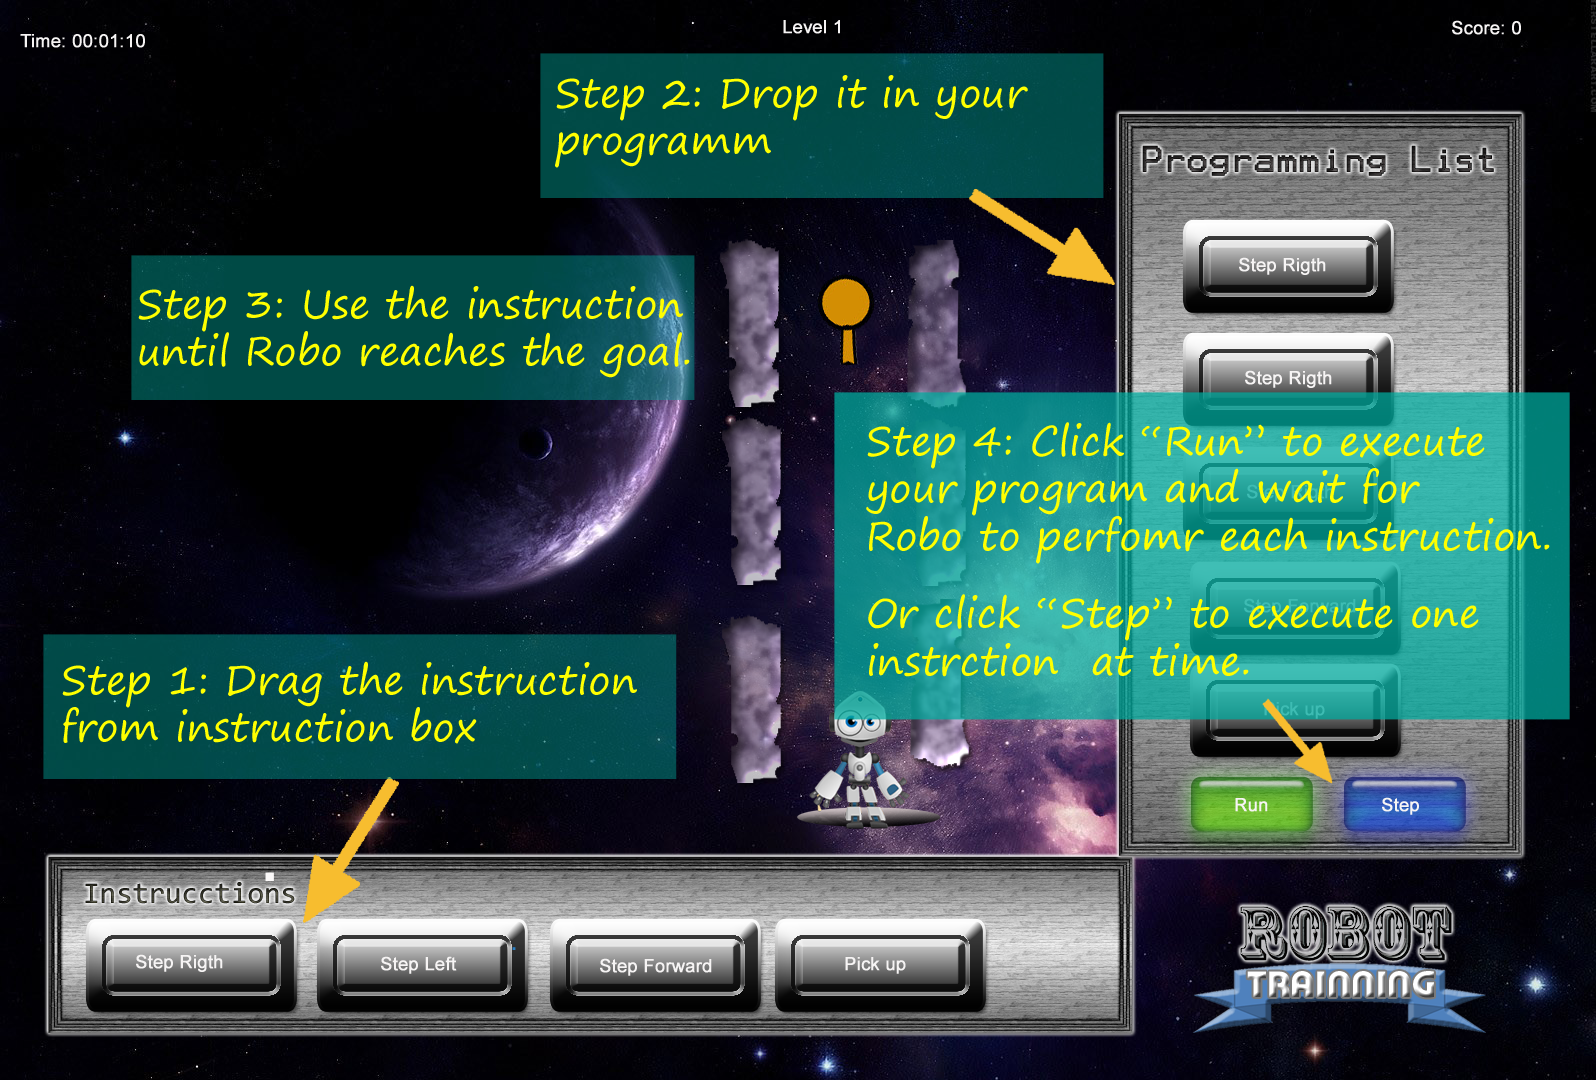 Time: 00:01:10
Level 1
Score: 0
Step 2: Drop it in your
programm
Programming List
Step Rigth
Step Rigth
Step 3: Use the instruction
until Robo reaches the goal.
Step 4: Click “Run” to execute
your program and wait for
Robo to perfomr each instruction.
Or click “Step” to execute one
instrction at time.
Step Forward
Pick up
Run
Step
Step 1: Drag the instruction
from instruction box
Instrucctions
Step Rigth
Step Left
Step Forward
Pick up
ROBOT
TRAINNING